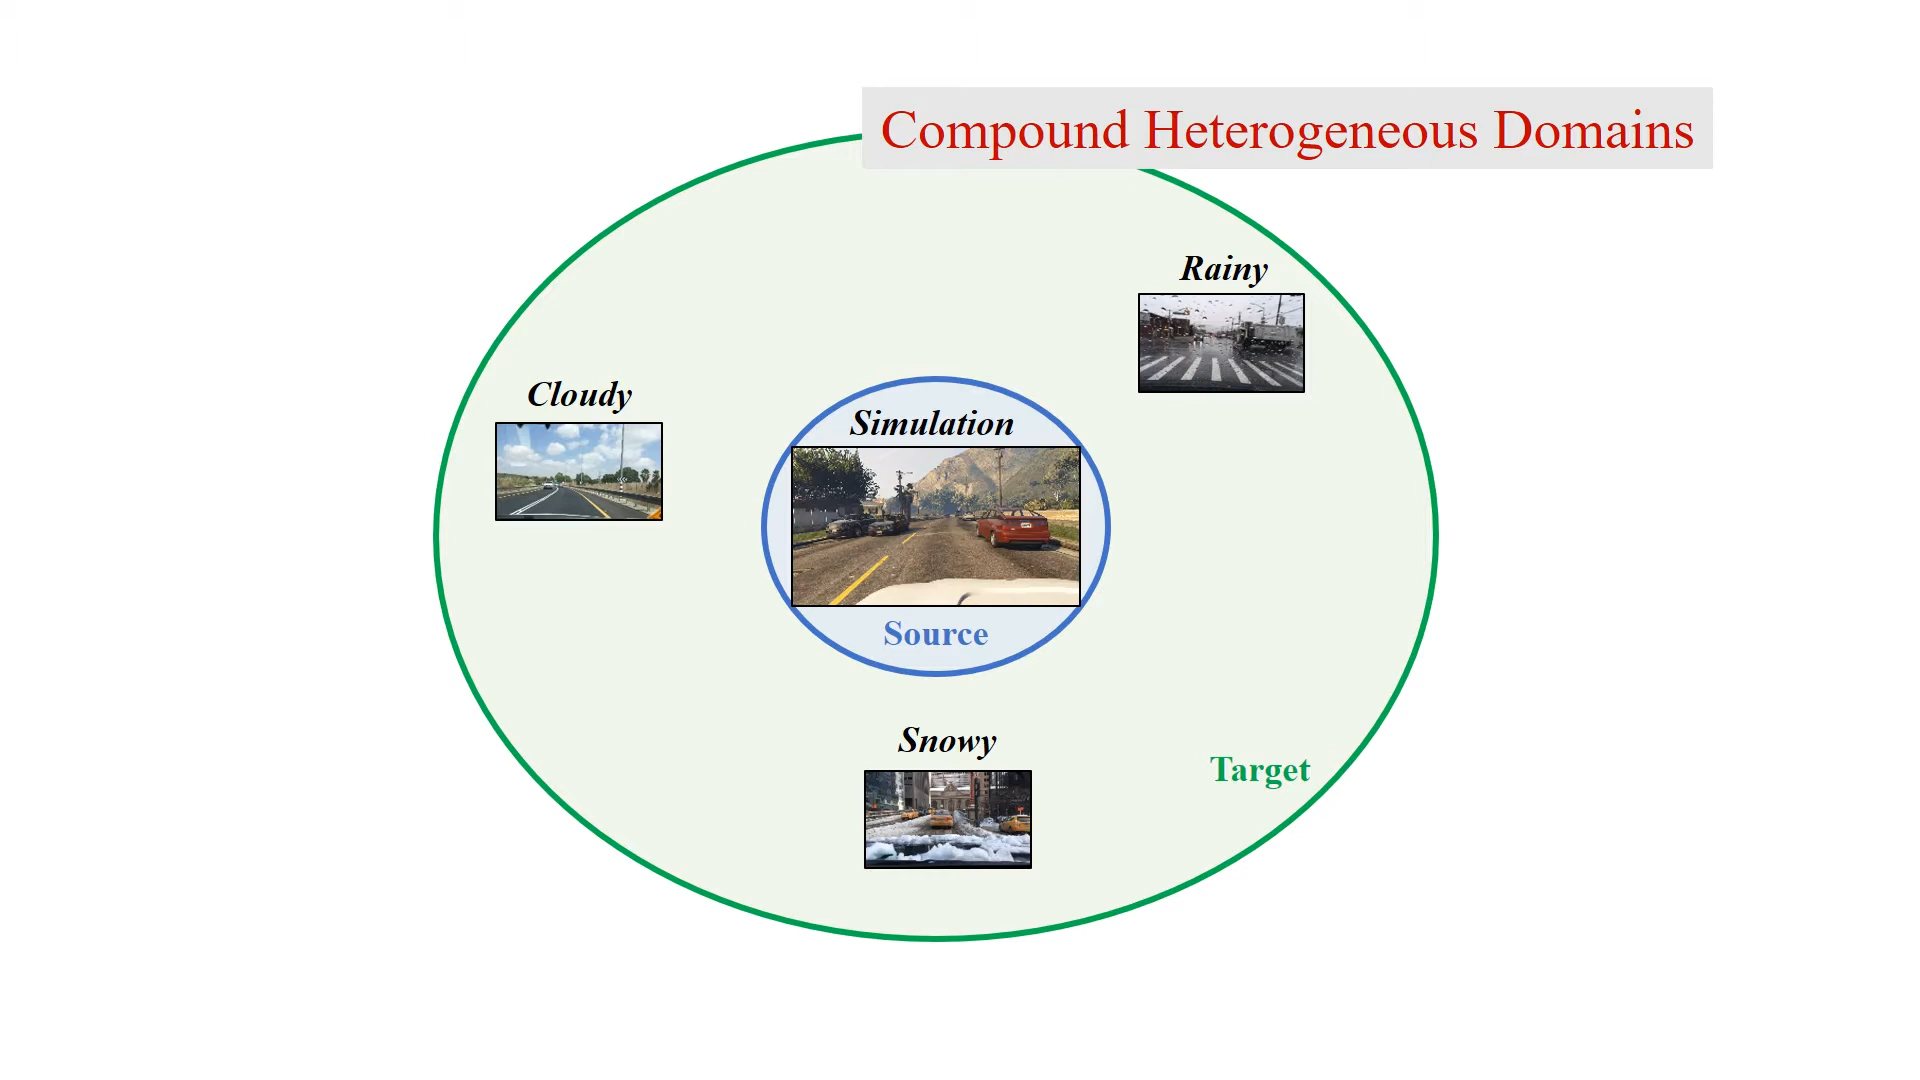 Compound Heterogeneous Domains
Rainy
Cloudy
Simulation
Source
Snowy
Target